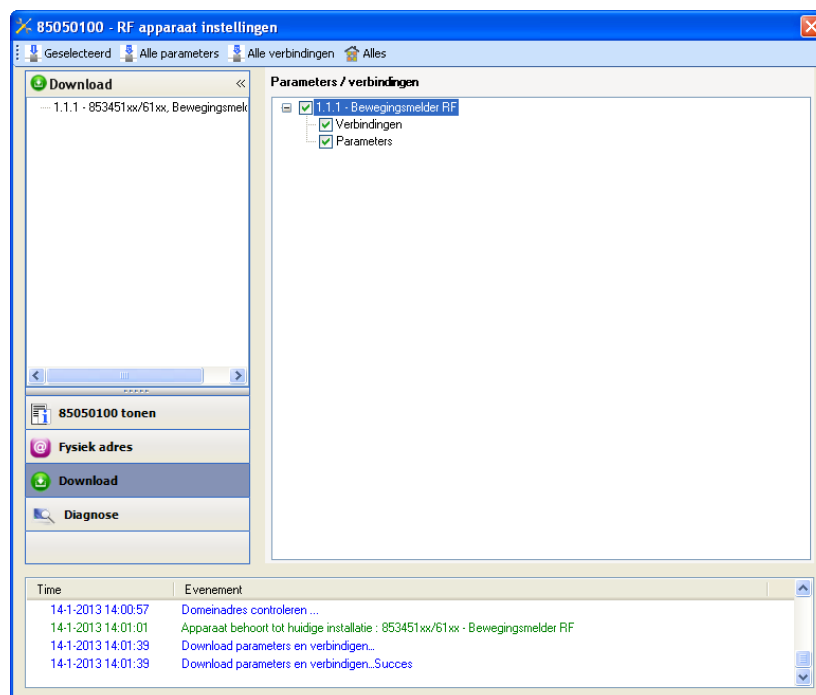 85050100 - RF apparaat instellingen
Geselecteerd Alle parameters Alle verbindingen Alles
Download
1.1.1 - 853451xx/61xx, Bewegingsmeld
85050100 tonen
Fysiek adres
Download
Diagnose
Parameters / verbindingen
1.1.1 - Bewegingsmelder RF
Verbindingen
Parameters
Time Evenement
14-1-2013 14:00:57 Domeinadres controleren ...
14-1-2013 14:01:01 Apparaat behoort tot huidige installatie : 853451xx/61xx - Bewegingsmelder RF
14-1-2013 14:01:39 Download parameters en verbindigen...
14-1-2013 14:01:39 Download parameters en verbindigen...Succes